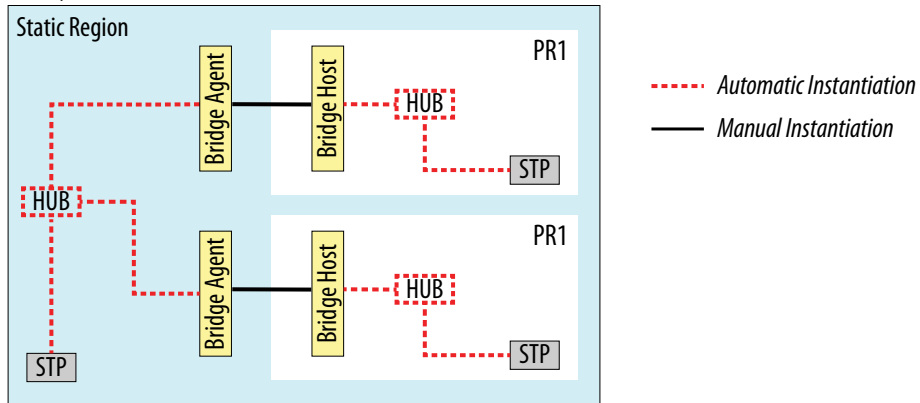 Static Region
PR1
Bridge Agent
Bridge Host
HUB
Automatic Instantiation
Manual Instantiation
STP
HUB
PR1
Bridge Agent
Bridge Host
HUB
STP
STP